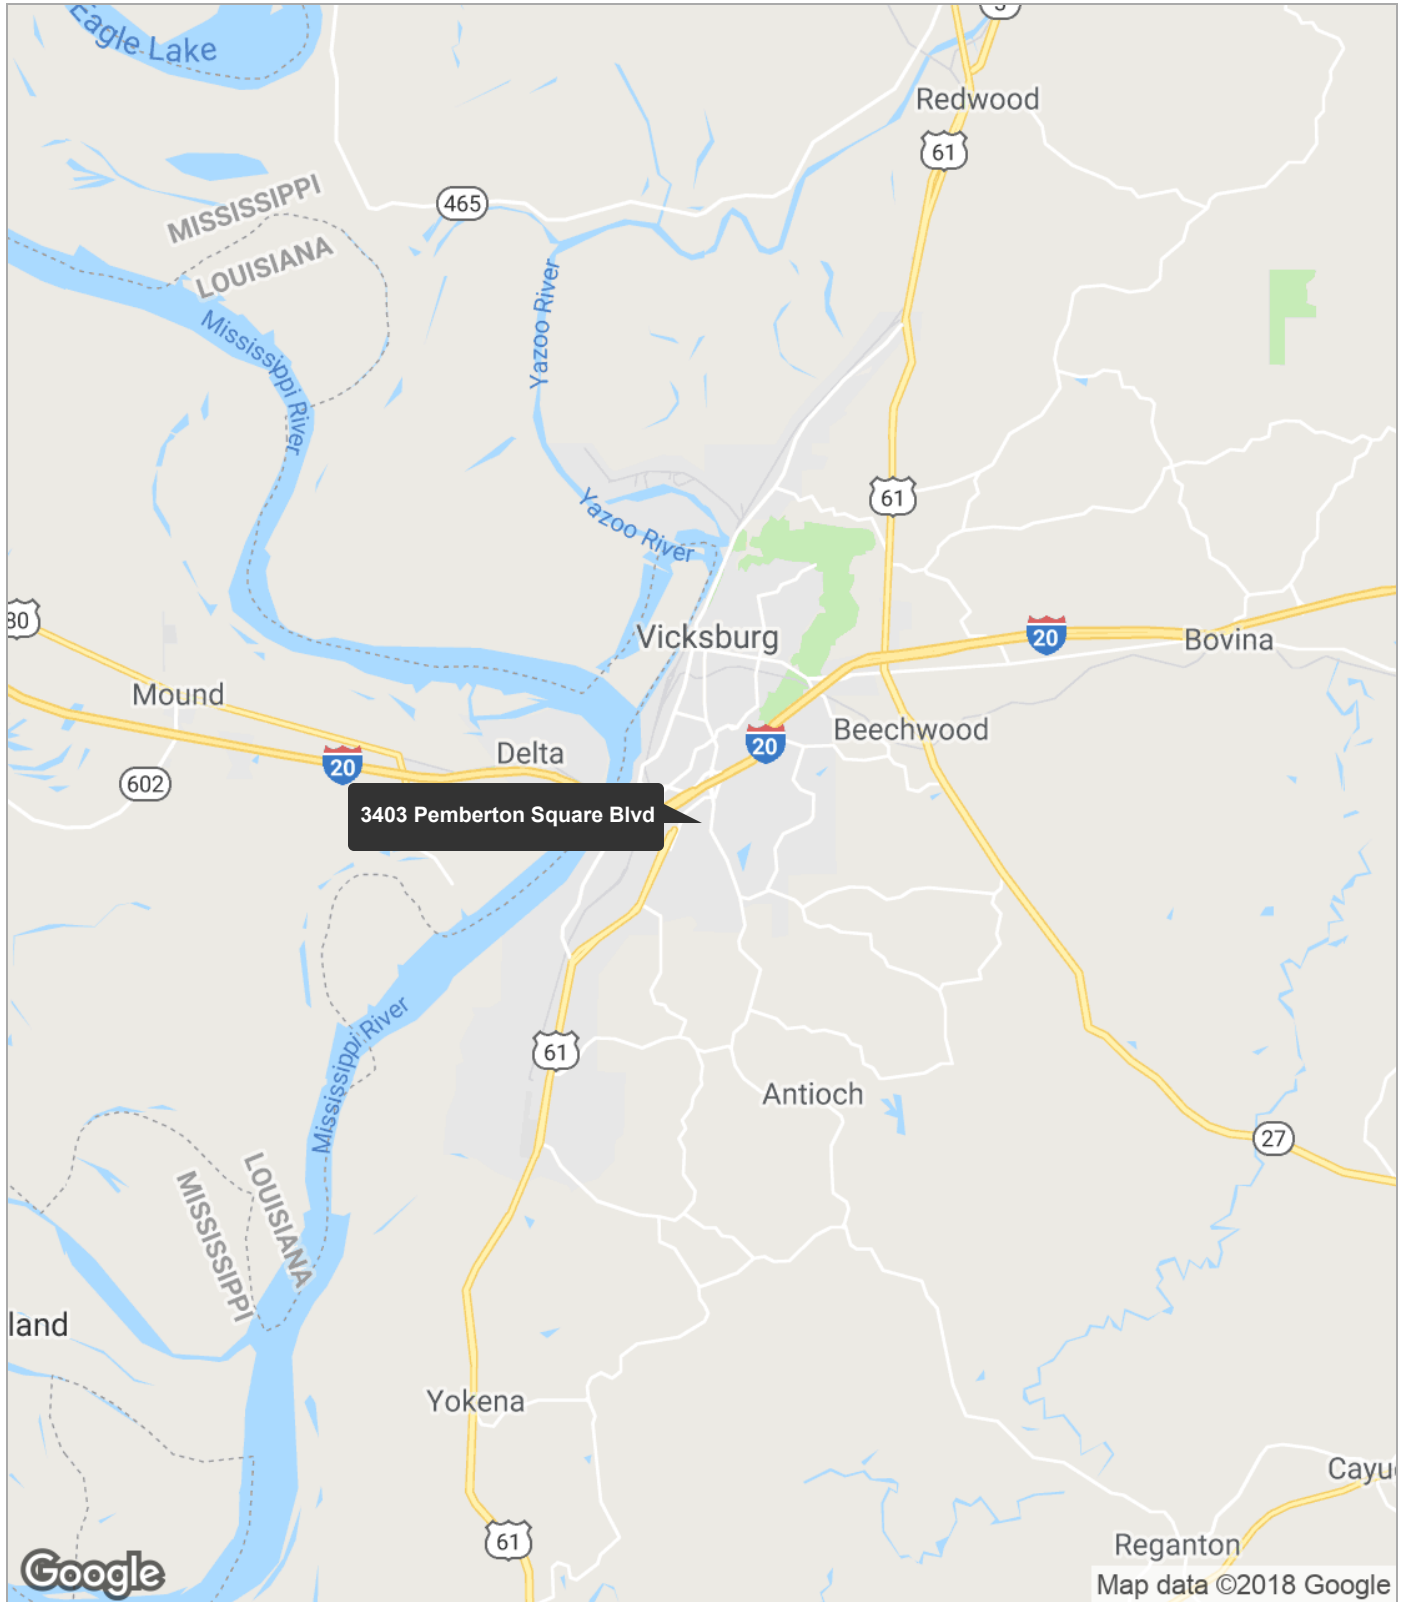 Eagle Lake
3
Redwood
61
465
MISSISSIPPI
LOUISIANA
Yazoo River
Mississippi River
61
Yazoo River
80
Vicksburg
20
Bovina
Mound
Beechwood
20
Delta
20
602
3403 Pemberton Square Blvd
Mississippi River
61
Antioch
27
LOUISIANA
MISSISSIPPI
land
Yokena
Cayu
61
Reganton
Google
Map data ©2018 Google